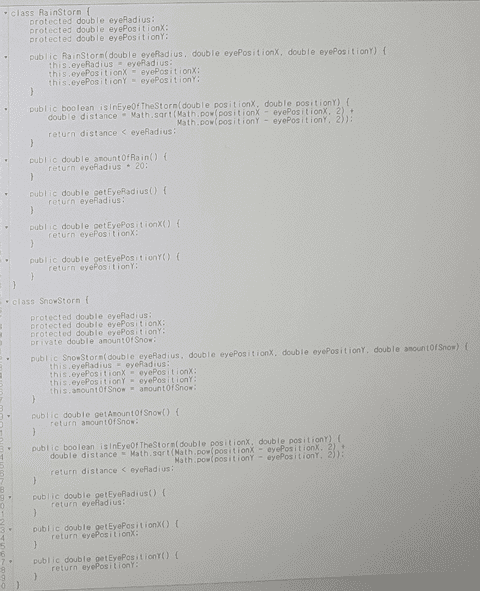 class RainStorm {
protected double eyeRadius;
protected double eyePositionX;
protected double eyePositionY;
public RainStorm(double eyeRadius, double eyePositionX, double eyePositionY) {
this.eyeRadius = eyeRadius;
this.eyePositionX = eyePositionX;
this.eyePositionY = eyePositionY;
}
public boolean isInEyeOfTheStorm(double positionX, double positionY) {
double distance = Math.sqrt(Math.pow(positionX - eyePositionX, 2) +
Math.pow(positionY - eyePositionY, 2));
return distance < eyeRadius;
}
public double amountOfRain() {
return eyeRadius * 20;
}
public double getEyeRadius() {
return eyeRadius;
}
public double getEyePositionX() {
return eyePositionX;
}
public double getEyePositionY() {
return eyePositionY;
}
}
class SnowStorm {
protected double eyeRadius;
protected double eyePositionX;
protected double eyePositionY;
private double amountOfSnow;
public SnowStorm(double eyeRadius, double eyePositionX, double eyePositionY, double amountOfSnow) {
this.eyeRadius = eyeRadius;
this.eyePositionX = eyePositionX;
this.eyePositionY = eyePositionY;
this.amountOfSnow = amountOfSnow;
}
public double getAmountOfSnow() {
return amountOfSnow;
}
public boolean isInEyeOfTheStorm(double positionX, double positionY) {
double distance = Math.sqrt(Math.pow(positionX - eyePositionX, 2) +
Math.pow(positionY - eyePositionY, 2));
return distance < eyeRadius;
}
public double getEyeRadius() {
return eyeRadius;
}
public double getEyePositionX() {
return eyePositionX;
}
public double getEyePositionY() {
return eyePositionY;
}
}